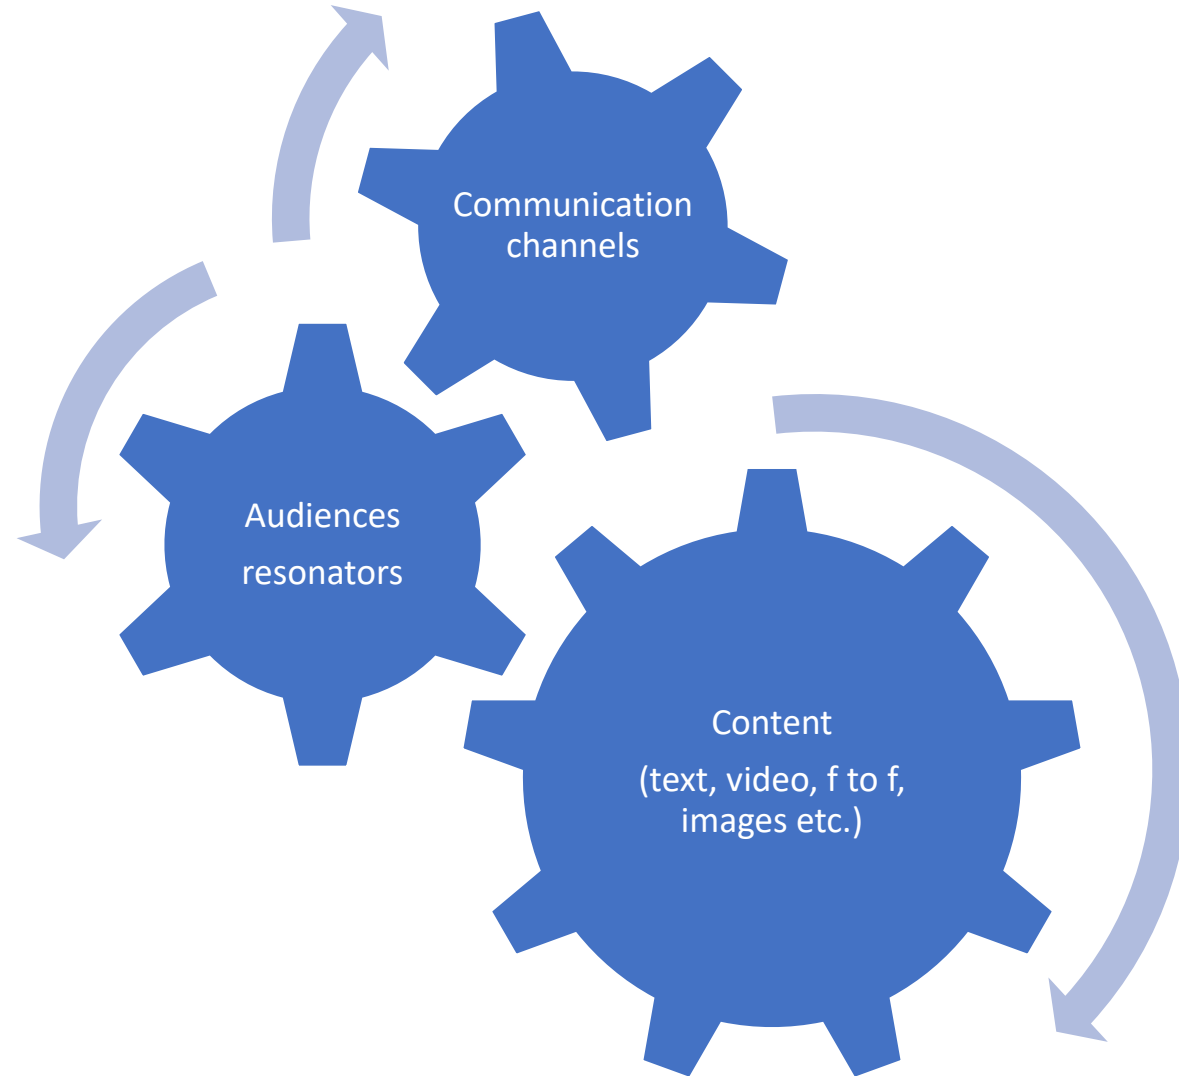 Communication
channels
Audiences
resonators
Content
(text, video, f to f,
images etc.)